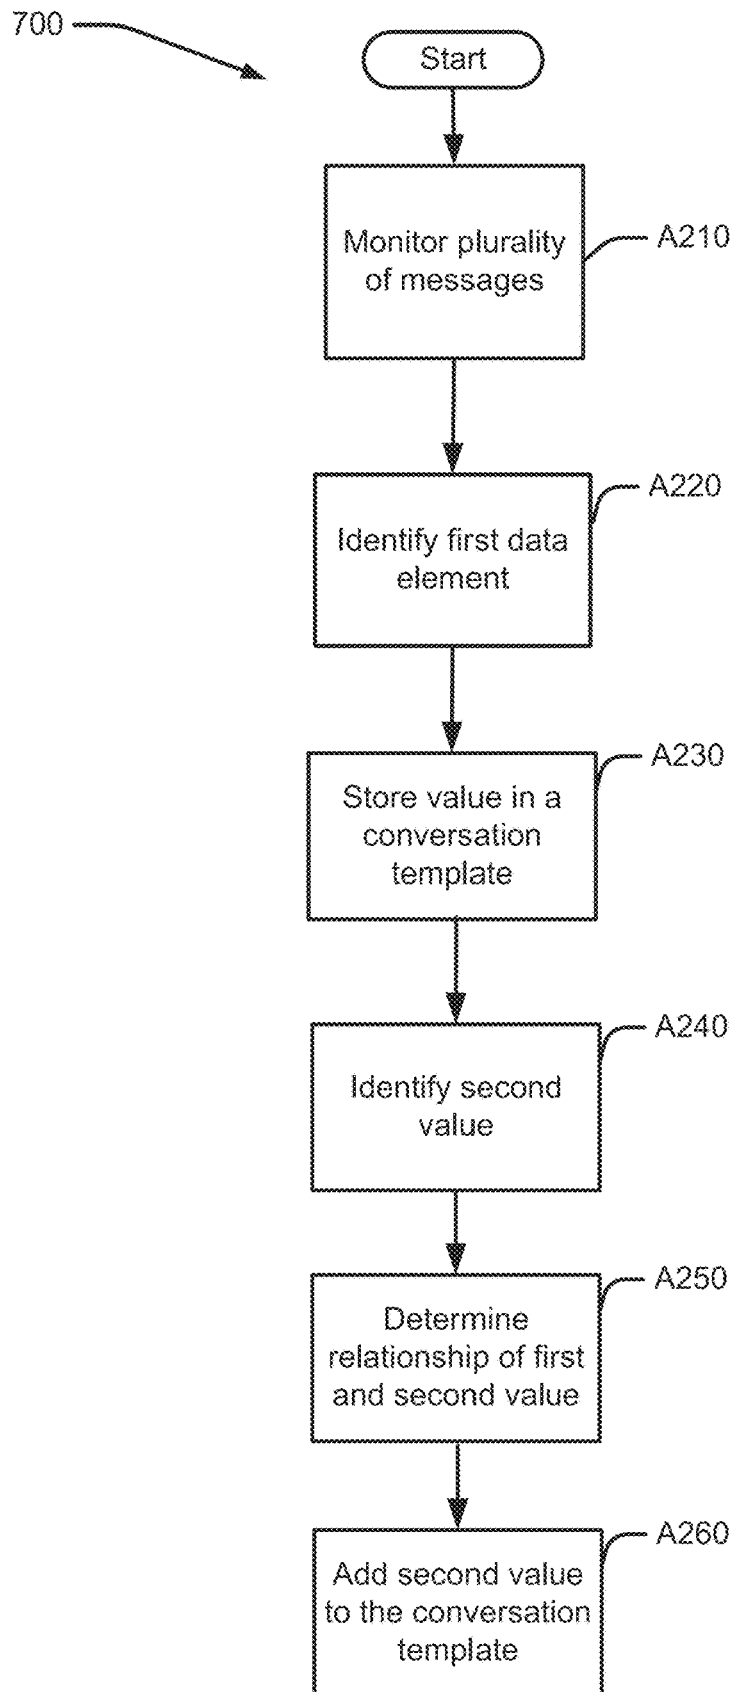 700
Start
Monitor plurality
of messages
A210
Identify first data
element
A220
Store value in a
conversation
template
A230
Identify second
value
A240
Determine
relationship of first
and second value
A250
Add second value
to the conversation
template
A260